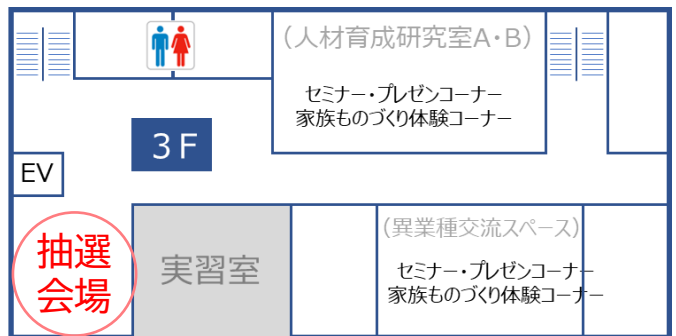 （人材育成研究室A・B）
セミナー・プレゼンコーナー
家族ものづくり体験コーナー
３F
EV
抽選
会場
実習室
（異業種交流スペース）
セミナー・プレゼンコーナー
家族ものづくり体験コーナー